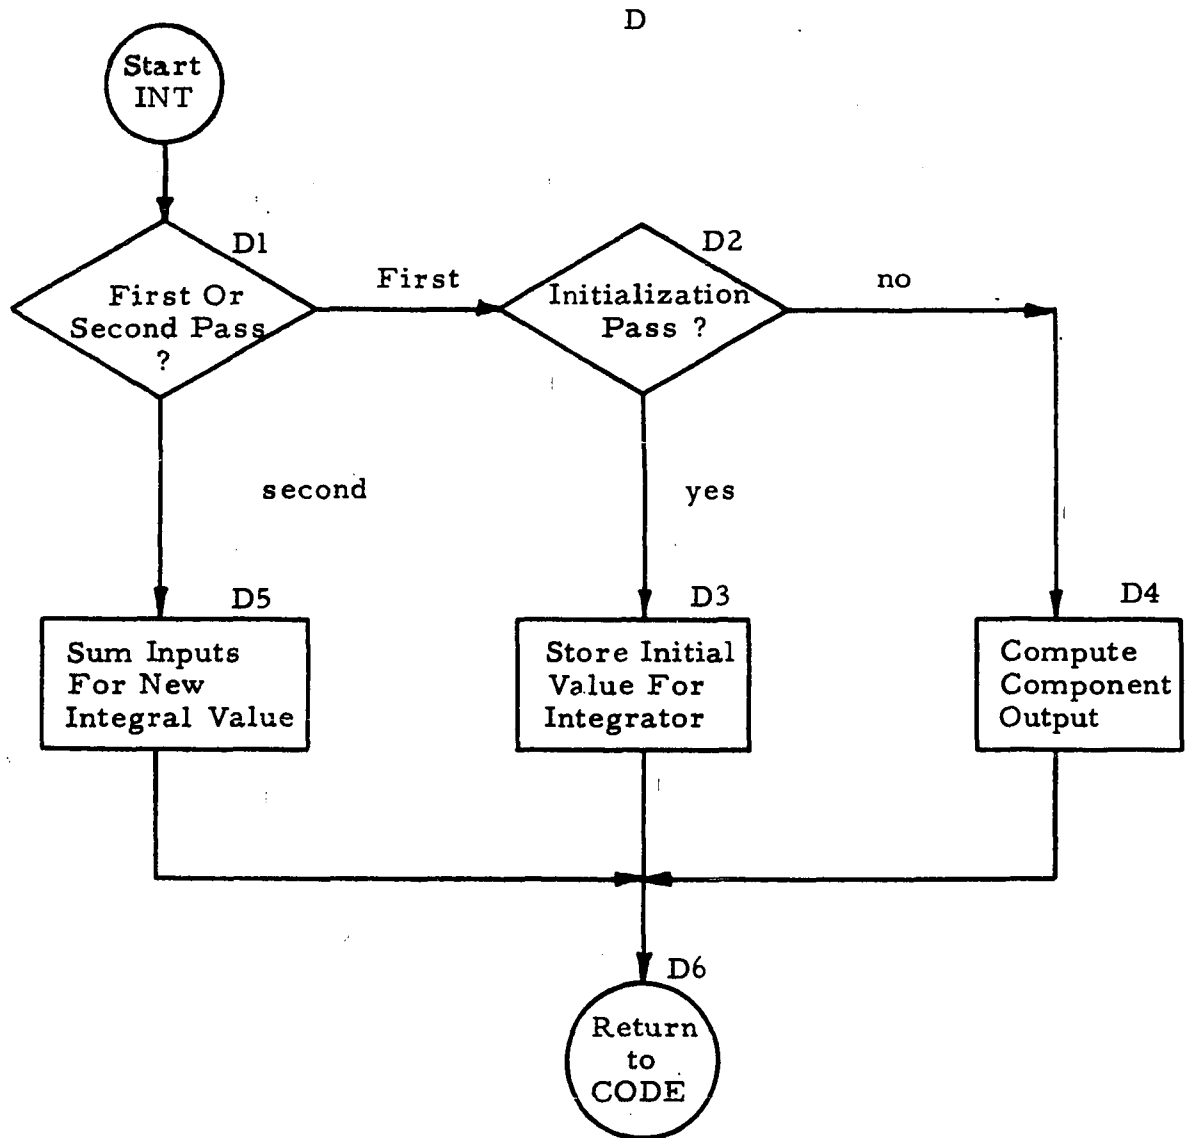 D
Start
INT
D1
First Or
Second Pass
?
First
D2
Initialization
Pass ?
no
second
yes
D5
Sum Inputs
For New
Integral Value
D3
Store Initial
Value For
Integrator
D4
Compute
Component
Output
D6
Return
to
CODE